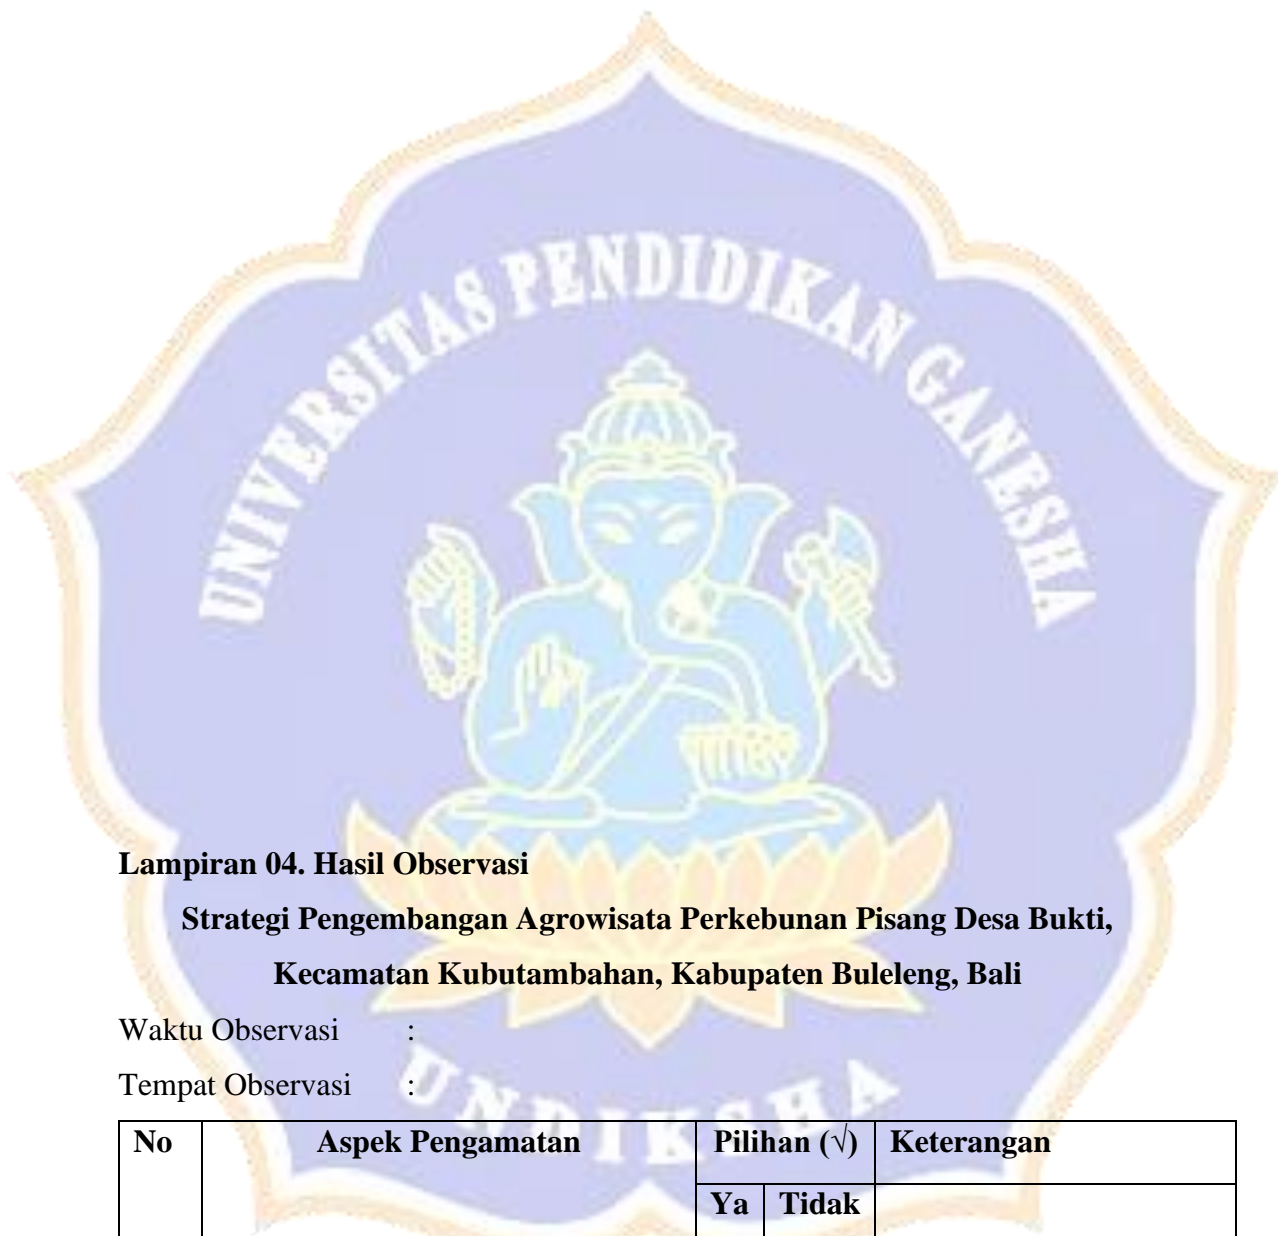 UNIVERSITAS PENDIDIKAN GANESHA
Lampiran 04. Hasil Observasi
Strategi Pengembangan Agrowisata Perkebunan Pisang Desa Bukti,
Kecamatan Kubutambahan, Kabupaten Buleleng, Bali
Waktu Observasi :
Tempat Observasi :
UNDIKSHA
No Aspek Pengamatan Pilihan (√) Keterangan
Ya Tidak